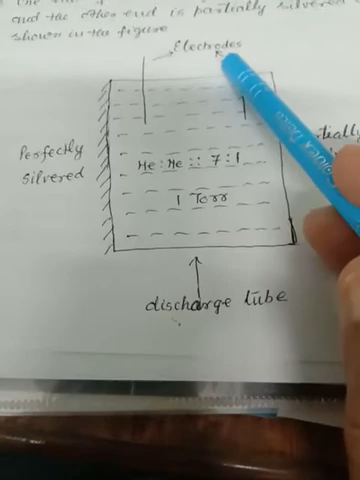 and the other end is partially silvered
shown in the figure
Electrodes
Perfectly
Silvered
He : Ne :: 7 : 1
1 Torr
discharge tube